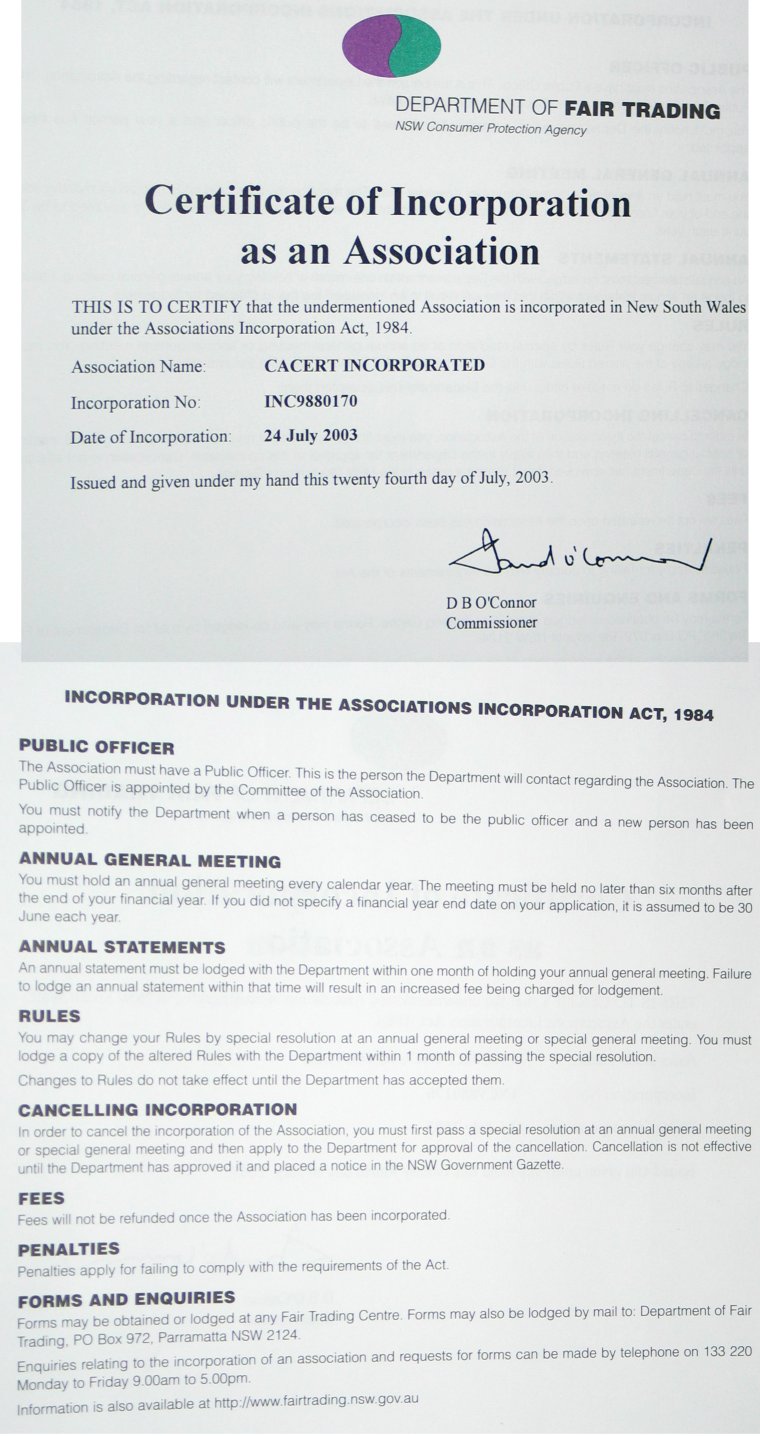 DEPARTMENT OF FAIR TRADING
NSW Consumer Protection Agency
Certificate of Incorporation
as an Association
THIS IS TO CERTIFY that the undermentioned Association is incorporated in New South Wales
under the Associations Incorporation Act, 1984.
Association Name: CACERT INCORPORATED
Incorporation No: INC9880170
Date of Incorporation: 24 July 2003
Issued and given under my hand this twenty fourth day of July, 2003.
D B O'Connor
Commissioner
INCORPORATION UNDER THE ASSOCIATIONS INCORPORATION ACT, 1984
PUBLIC OFFICER
The Association must have a Public Officer. This is the person the Department will contact regarding the Association. The
Public Officer is appointed by the Committee of the Association.
You must notify the Department when a person has ceased to be the public officer and a new person has been
appointed.
ANNUAL GENERAL MEETING
You must hold an annual general meeting every calendar year. The meeting must be held no later than six months after
the end of your financial year. If you did not specify a financial year end date on your application, it is assumed to be 30
June each year.
ANNUAL STATEMENTS
An annual statement must be lodged with the Department within one month of holding your annual general meeting. Failure
to lodge an annual statement within that time will result in an increased fee being charged for lodgement.
RULES
You may change your Rules by special resolution at an annual general meeting or special general meeting. You must
lodge a copy of the altered Rules with the Department within 1 month of passing the special resolution.
Changes to Rules do not take effect until the Department has accepted them.
CANCELLING INCORPORATION
In order to cancel the incorporation of the Association, you must first pass a special resolution at an annual general meeting
or special general meeting and then apply to the Department for approval of the cancellation. Cancellation is not effective
until the Department has approved it and placed a notice in the NSW Government Gazette.
FEES
Fees will not be refunded once the Association has been incorporated.
PENALTIES
Penalties apply for failing to comply with the requirements of the Act.
FORMS AND ENQUIRIES
Forms may be obtained or lodged at any Fair Trading Centre. Forms may also be lodged by mail to: Department of Fair
Trading, PO Box 972, Parramatta NSW 2124.
Enquiries relating to the incorporation of an association and requests for forms can be made by telephone on 133 220
Monday to Friday 9.00am to 5.00pm.
Information is also available at http://www.fairtrading.nsw.gov.au